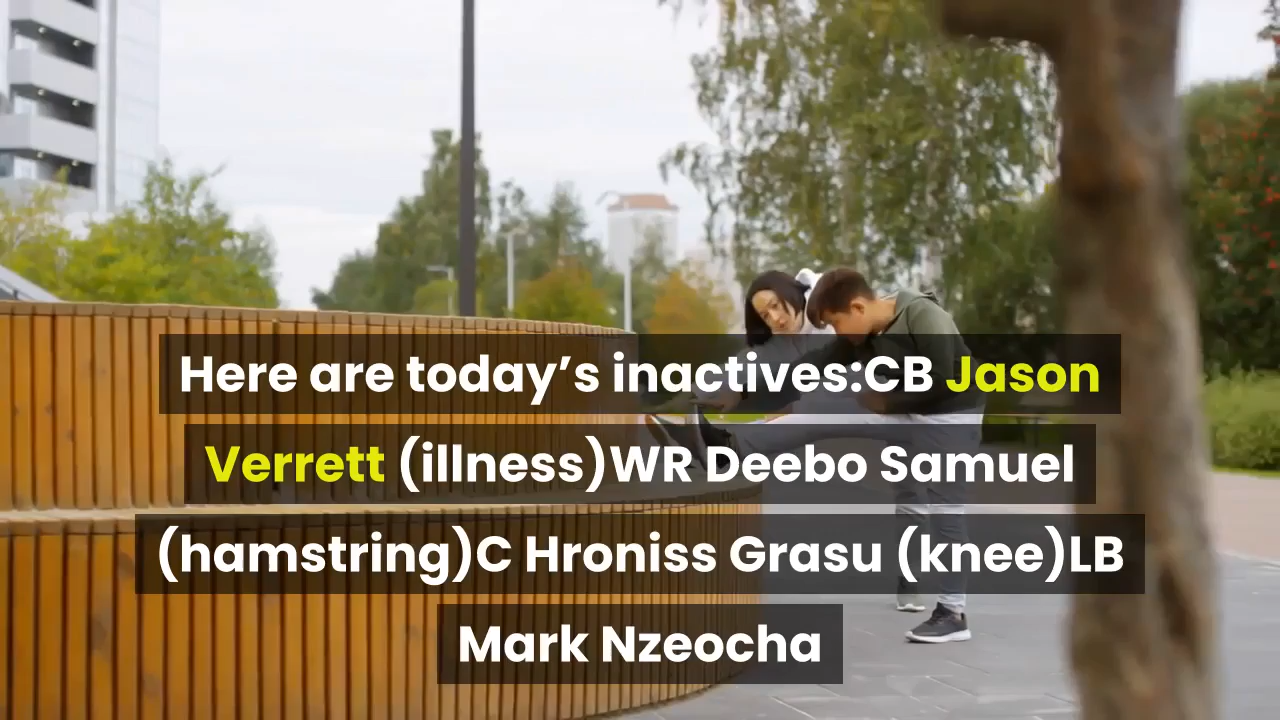 Here are today’s inactives:CB Jason
Verrett (illness)WR Deebo Samuel
(hamstring)C Hroniss Grasu (knee)LB
Mark Nzeocha